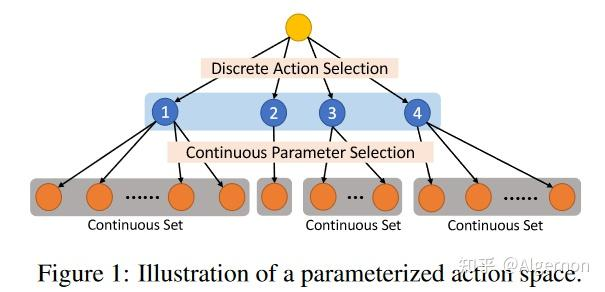 Discrete Action Selection
1 2 3 4
Continuous Parameter Selection
...... ... ......
Continuous Set Continuous Set Continuous Set
知乎 @Algernon
Figure 1: Illustration of a parameterized action space.